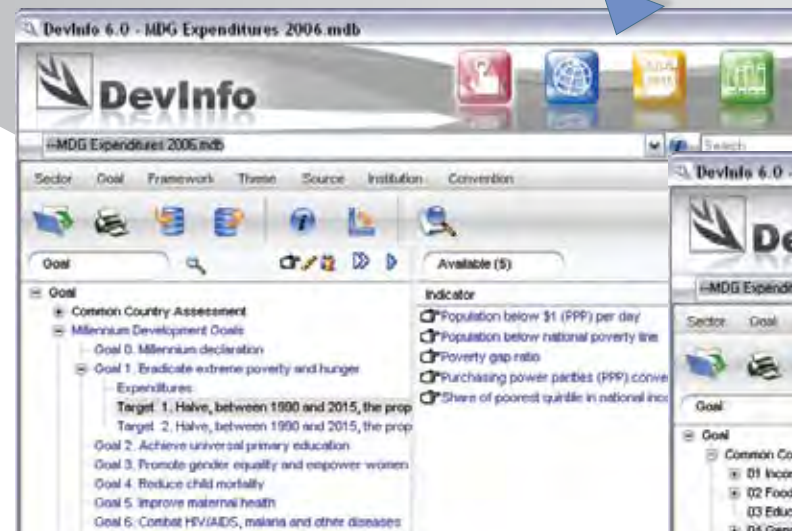 DevInfo 6.0 - MDG Expenditures 2006.mdb
DevInfo
--MDG Expenditures 2006.mdb
Search
Sector Goal Framework Theme Source Institution Convention
Goal
Available (5)
Goal
Common Country Assessment
Millennium Development Goals
Goal 0. Millennium declaration
Goal 1. Eradicate extreme poverty and hunger
Expenditures
Target 1. Halve, between 1990 and 2015, the prop
Target 2. Halve, between 1990 and 2015, the prop
Goal 2. Achieve universal primary education
Goal 3. Promote gender equality and empower women
Goal 4. Reduce child mortality
Goal 5. Improve maternal health
Goal 6. Combat HIV/AIDS, malaria and other diseases
Indicator
Population below $1 (PPP) per day
Population below national poverty line
Poverty gap ratio
Purchasing power parities (PPP) conve
Share of poorest quintile in national inco
DevInfo 6.0 -
De
--MDG Expendit
Sector Goal
Goal
Goal
Common Co
01 Incom
02 Food
03 Educ
04 Gen